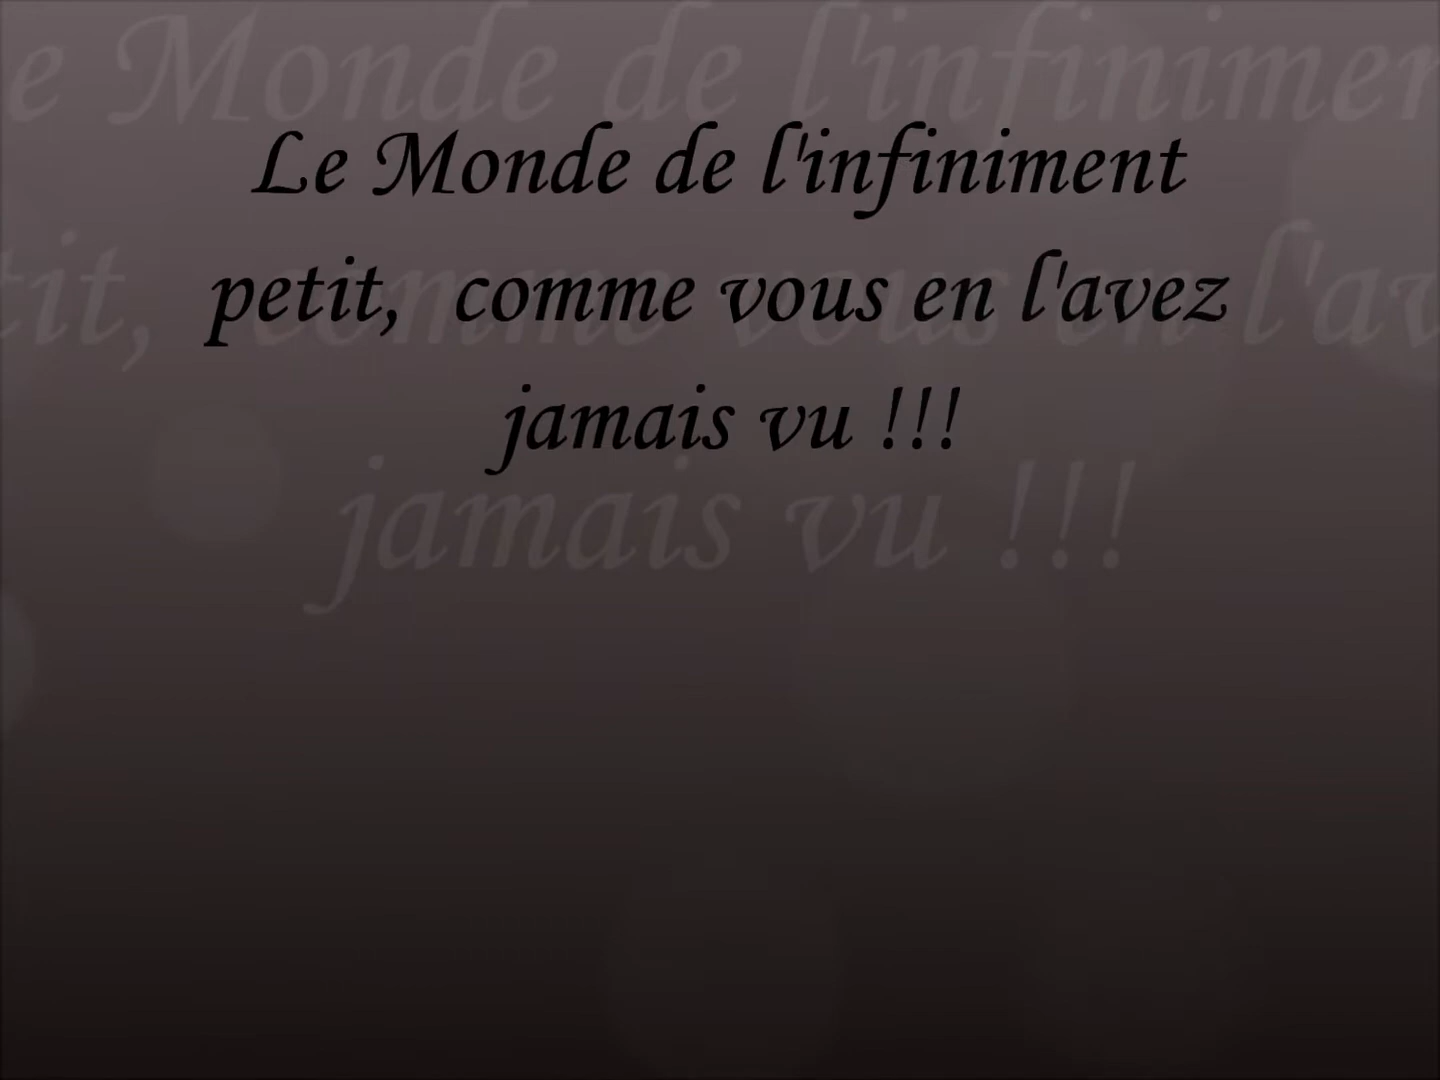 Le Monde de l'infiniment
petit,  comme vous en l'avez
jamais vu !!!